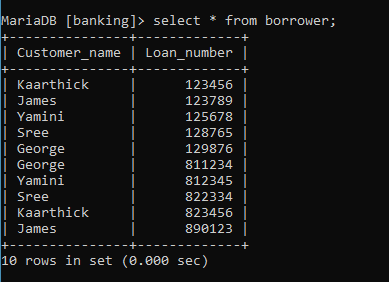 MariaDB [banking]> select * from borrower;
+---------------+-------------+
| Customer_name | Loan_number |
+---------------+-------------+
| Kaarthick     |      123456 |
| James         |      123789 |
| Yamini        |      125678 |
| Sree          |      128765 |
| George        |      129876 |
| George        |      811234 |
| Yamini        |      812345 |
| Sree          |      822334 |
| Kaarthick     |      823456 |
| James         |      890123 |
+---------------+-------------+
10 rows in set (0.000 sec)